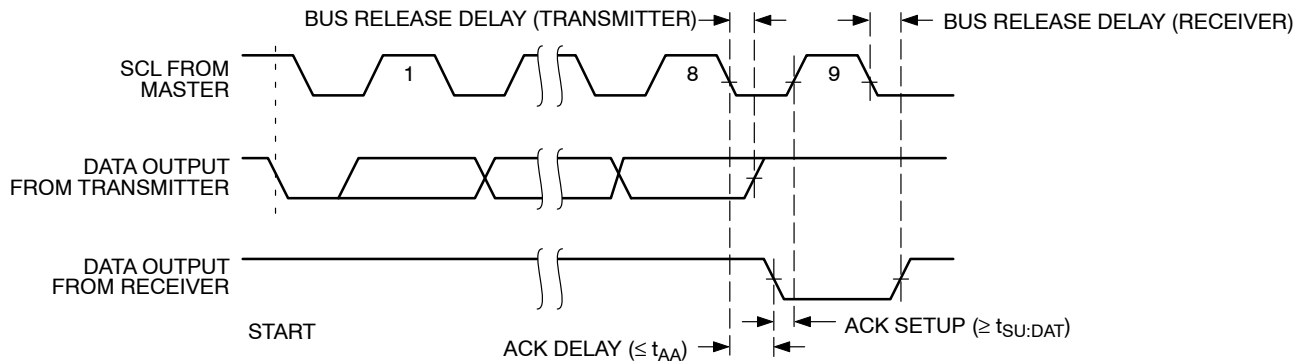 BUS RELEASE DELAY (TRANSMITTER)
BUS RELEASE DELAY (RECEIVER)
SCL FROM
MASTER
1
8
9
DATA OUTPUT
FROM TRANSMITTER
DATA OUTPUT
FROM RECEIVER
START
ACK SETUP (≥ tSU:DAT)
ACK DELAY (≤ tAA)